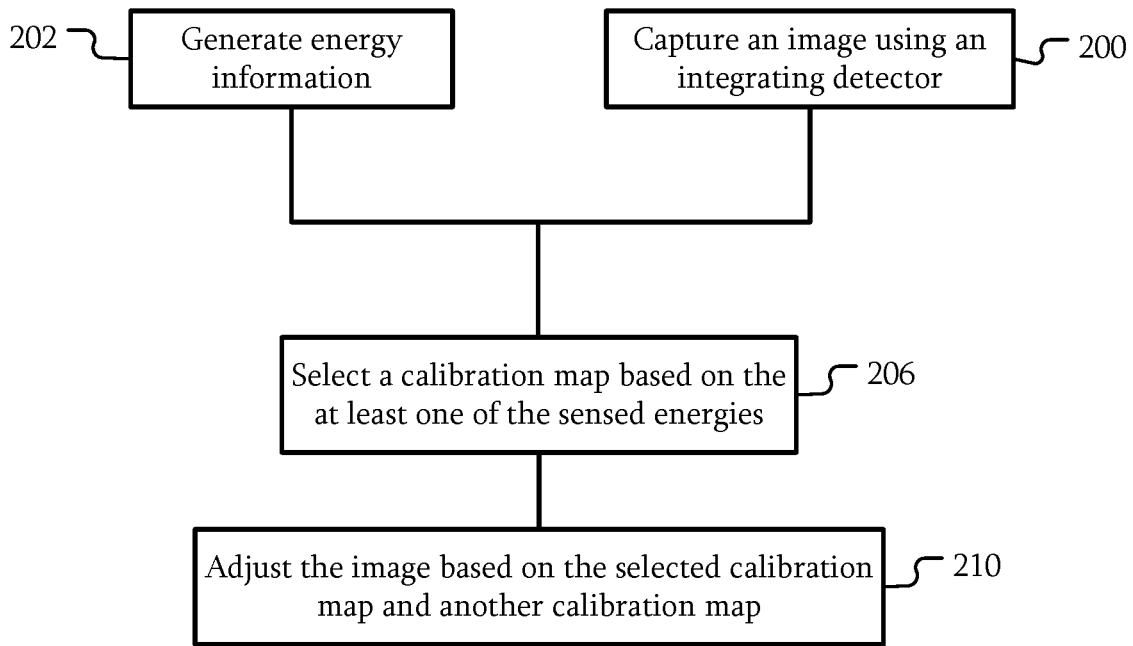 202
Generate energy
information
Capture an image using an
integrating detector
200
Select a calibration map based on the
at least one of the sensed energies
206
Adjust the image based on the selected calibration
map and another calibration map
210